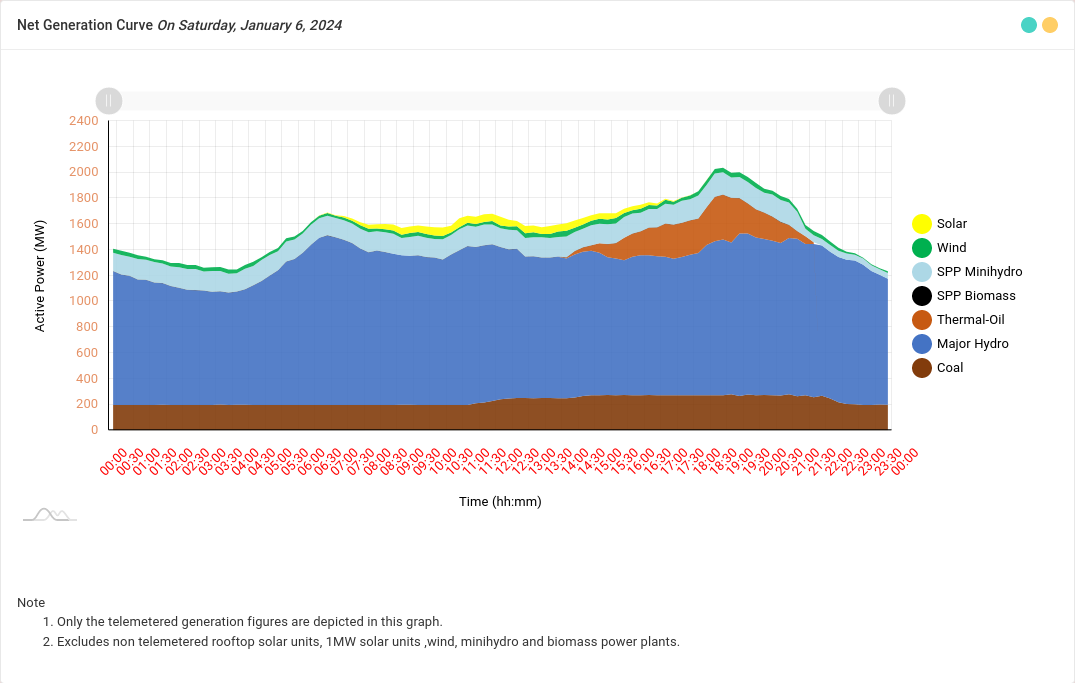 Net Generation Curve On Saturday, January 6, 2024
2400
2200
2000
1800
1600
1400
1200
1000
800
600
400
200
0
Active Power (MW)
Solar
Wind
SPP Minihydro
SPP Biomass
Thermal-Oil
Major Hydro
Coal
00:00 00:30 01:00 01:30 02:00 02:30 03:00 03:30 04:00 04:30 05:00 05:30 06:00 06:30 07:00 07:30 08:00 08:30 09:00 09:30 10:00 10:30 11:00 11:30 12:00 12:30 13:00 13:30 14:00 14:30 15:00 15:30 16:00 16:30 17:00 17:30 18:00 18:30 19:00 19:30 20:00 20:30 21:00 21:30 22:00 22:30 23:00 23:30 00:00
Time (hh:mm)
Note
1. Only the telemetered generation figures are depicted in this graph.
2. Excludes non telemetered rooftop solar units, 1MW solar units ,wind, minihydro and biomass power plants.